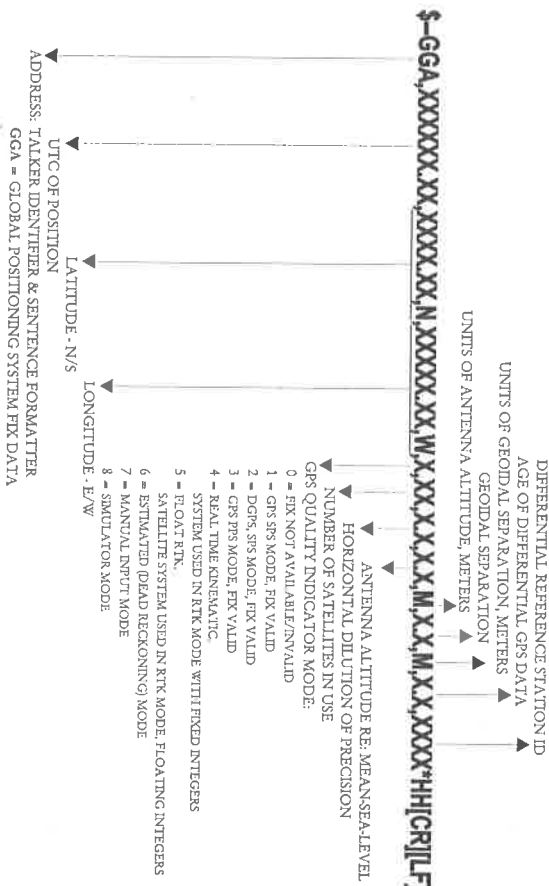 DIFFERENTIAL REFERENCE STATION ID
AGE OF DIFFERENTIAL GPS DATA
UNITS OF GEOIDAL SEPARATION, METERS
GEOIDAL SEPARATION
UNITS OF ANTENNA ALTITUDE, METERS
$--GGA,XXXXXX.XX,XXXX.XX,N,XXXXX.XX,W,X,XX,X.X,X.X,M,X.X,M,X.X,XXXX*HH[CR][LF]
ANTENNA ALTITUDE RE: MEAN-SEA-LEVEL
HORIZONTAL DILUTION OF PRECISION
NUMBER OF SATELLITES IN USE
GPS QUALITY INDICATOR MODE:
0 = FIX NOT AVAILABLE/INVALID
1 = GPS SPS MODE, FIX VALID
2 = DGPS, SPS MODE, FIX VALID
3 = GPS PPS MODE, FIX VALID
4 = REAL TIME KINEMATIC,
SYSTEM USED IN RTK MODE WITH FIXED INTEGERS
5 = FLOAT RTK,
SATELLITE SYSTEM USED IN RTK MODE, FLOATING INTEGERS
6 = ESTIMATED (DEAD RECKONING) MODE
7 = MANUAL INPUT MODE
8 = SIMULATOR MODE
LONGITUDE - E/W
LATITUDE - N/S
UTC OF POSITION
ADDRESS: TALKER IDENTIFIER & SENTENCE FORMATTER
GGA = GLOBAL POSITIONING SYSTEM FIX DATA